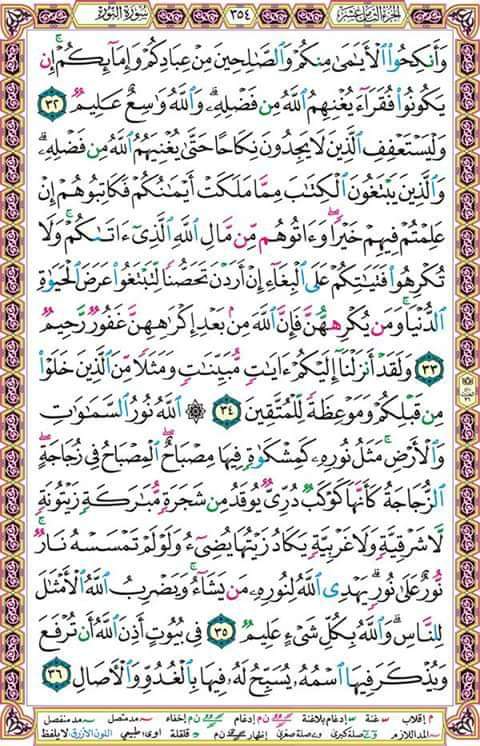 الجزء الثامن عشر ٣٥٤ سورة النور
وَأَنكِحُوا۟ ٱلْأَيَـٰمَىٰ مِنكُمْ وَٱلصَّـٰلِحِينَ مِنْ عِبَادِكُمْ وَإِمَآئِكُمْ ۚ إِن
يَكُونُوا۟ فُقَرَآءَ يُغْنِهِمُ ٱللَّهُ مِن فَضْلِهِۦ ۗ وَٱللَّهُ وَٰسِعٌ عَلِيمٌ ٣٢
وَلْيَسْتَعْفِفِ ٱلَّذِينَ لَا يَجِدُونَ نِكَاحًا حَتَّىٰ يُغْنِيَهُمُ ٱللَّهُ مِن فَضْلِهِۦ ۗ
وَٱلَّذِينَ يَبْتَغُونَ ٱلْكِتَـٰبَ مِمَّا مَلَكَتْ أَيْمَـٰنُكُمْ فَكَاتِبُوهُمْ إِنْ
عَلِمْتُمْ فِيهِمْ خَيْرًا ۖ وَءَاتُوهُم مِّن مَّالِ ٱللَّهِ ٱلَّذِىٓ ءَاتَىٰكُمْ ۚ وَلَا
تُكْرِهُوا۟ فَتَيَـٰتِكُمْ عَلَى ٱلْبِغَآءِ إِنْ أَرَدْنَ تَحَصُّنًا لِّتَبْتَغُوا۟ عَرَضَ ٱلْحَيَوٰةِ
ٱلدُّنْيَا ۚ وَمَن يُكْرِههُّنَّ فَإِنَّ ٱللَّهَ مِنۢ بَعْدِ إِكْرَٰهِهِنَّ غَفُورٌ رَّحِيمٌ
٣٣ وَلَقَدْ أَنزَلْنَآ إِلَيْكُمْ ءَايَـٰتٍ مُّبَيِّنَـٰتٍ وَمَثَلًا مِّنَ ٱلَّذِينَ خَلَوْا۟
مِن قَبْلِكُمْ وَمَوْعِظَةً لِّلْمُتَّقِينَ ٣٤ ۞ ٱللَّهُ نُورُ ٱلسَّمَـٰوَٰتِ
وَٱلْأَرْضِ ۚ مَثَلُ نُورِهِۦ كَمِشْكَوٰةٍ فِيهَا مِصْبَاحٌ ۖ ٱلْمِصْبَاحُ فِى زُجَاجَةٍ ۖ
ٱلزُّجَاجَةُ كَأَنَّهَا كَوْكَبٌ دُرِّىٌّ يُوقَدُ مِن شَجَرَةٍ مُّبَـٰرَكَةٍ زَيْتُونَةٍ
لَّا شَرْقِيَّةٍ وَلَا غَرْبِيَّةٍ يَكَادُ زَيْتُهَا يُضِىٓءُ وَلَوْ لَمْ تَمْسَسْهُ نَارٌ ۚ
نُّورٌ عَلَىٰ نُورٍ ۗ يَهْدِى ٱللَّهُ لِنُورِهِۦ مَن يَشَآءُ ۚ وَيَضْرِبُ ٱللَّهُ ٱلْأَمْثَـٰلَ
لِلنَّاسِ ۗ وَٱللَّهُ بِكُلِّ شَىْءٍ عَلِيمٌ ٣٥ فِى بُيُوتٍ أَذِنَ ٱللَّهُ أَن تُرْفَعَ
وَيُذْكَرَ فِيهَا ٱسْمُهُۥ يُسَبِّحُ لَهُۥ فِيهَا بِٱلْغُدُوِّ وَٱلْـَٔاصَالِ ٣٦
م إقلاب غنة إدغام بلاغنة ن م إدغام ن م إخفاء مد متصل مد منفصل
المد اللازم صلة كبرى صلة صغرى إظهار ن م قلقلة مد طبيعي اللون الأزرق لا يلفظ